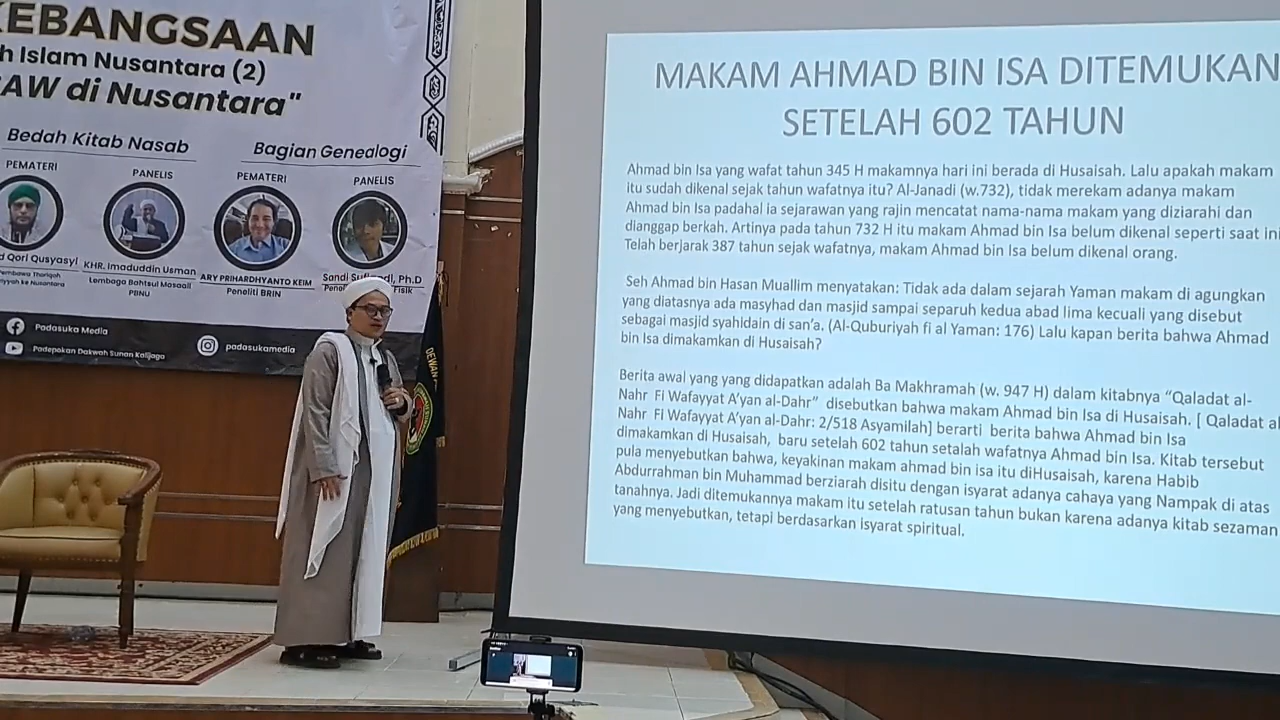 KEBANGSAAN
h Islam Nusantara (2)
AW di Nusantara"
Bedah Kitab Nasab
Bagian Genealogi
PEMATERI
PANELIS
PEMATERI
PANELIS
d Qori Qusyasyi
KHR. Imaduddin Usman
Lembaga Bahtsul Masaail
PBNU
ARY PRIHARDHYANTO KEIM
Peneliti BRIN
Ph.D
Fisik
Padasuka Media
Padepokan Dakwah Sunan Kalijaga
padasukamedia
DEWAN
MAKAM AHMAD BIN ISA DITEMUKAN
SETELAH 602 TAHUN
Ahmad bin Isa yang wafat tahun 345 H makamnya hari ini berada di Husaisah. Lalu apakah makam
itu sudah dikenal sejak tahun wafatnya itu? Al-Janadi (w.732), tidak merekam adanya makam
Ahmad bin Isa padahal ia sejarawan yang rajin mencatat nama-nama makam yang diziarahi dan
dianggap berkah. Artinya pada tahun 732 H itu makam Ahmad bin Isa belum dikenal seperti saat ini
Telah berjarak 387 tahun sejak wafatnya, makam Ahmad bin Isa belum dikenal orang.
Seh Ahmad bin Hasan Muallim menyatakan: Tidak ada dalam sejarah Yaman makam di agungkan
yang diatasnya ada masyhad dan masjid sampai separuh kedua abad lima kecuali yang disebut
sebagai masjid syahidain di san'a. (Al-Quburiyah fi al Yaman: 176) Lalu kapan berita bahwa Ahmad
bin Isa dimakamkan di Husaisah?
Berita awal yang yang didapatkan adalah Ba Makhramah (w. 947 H) dalam kitabnya "Qaladat al-
Nahr Fi Wafayyat A'yan al-Dahr" disebutkan bahwa makam Ahmad bin Isa di Husaisah. [ Qaladat al
Nahr Fi Wafayyat A'yan al-Dahr: 2/518 Asyamilah] berarti berita bahwa Ahmad bin Isa
dimakamkan di Husaisah, baru setelah 602 tahun setalah wafatnya Ahmad bin Isa. Kitab tersebut
pula menyebutkan bahwa, keyakinan makam ahmad bin isa itu diHusaisah, karena Habib
Abdurrahman bin Muhammad berziarah disitu dengan isyarat adanya cahaya yang Nampak di atas
tanahnya. Jadi ditemukannya makam itu setelah ratusan tahun bukan karena adanya kitab sezaman
yang menyebutkan, tetapi berdasarkan isyarat spiritual.